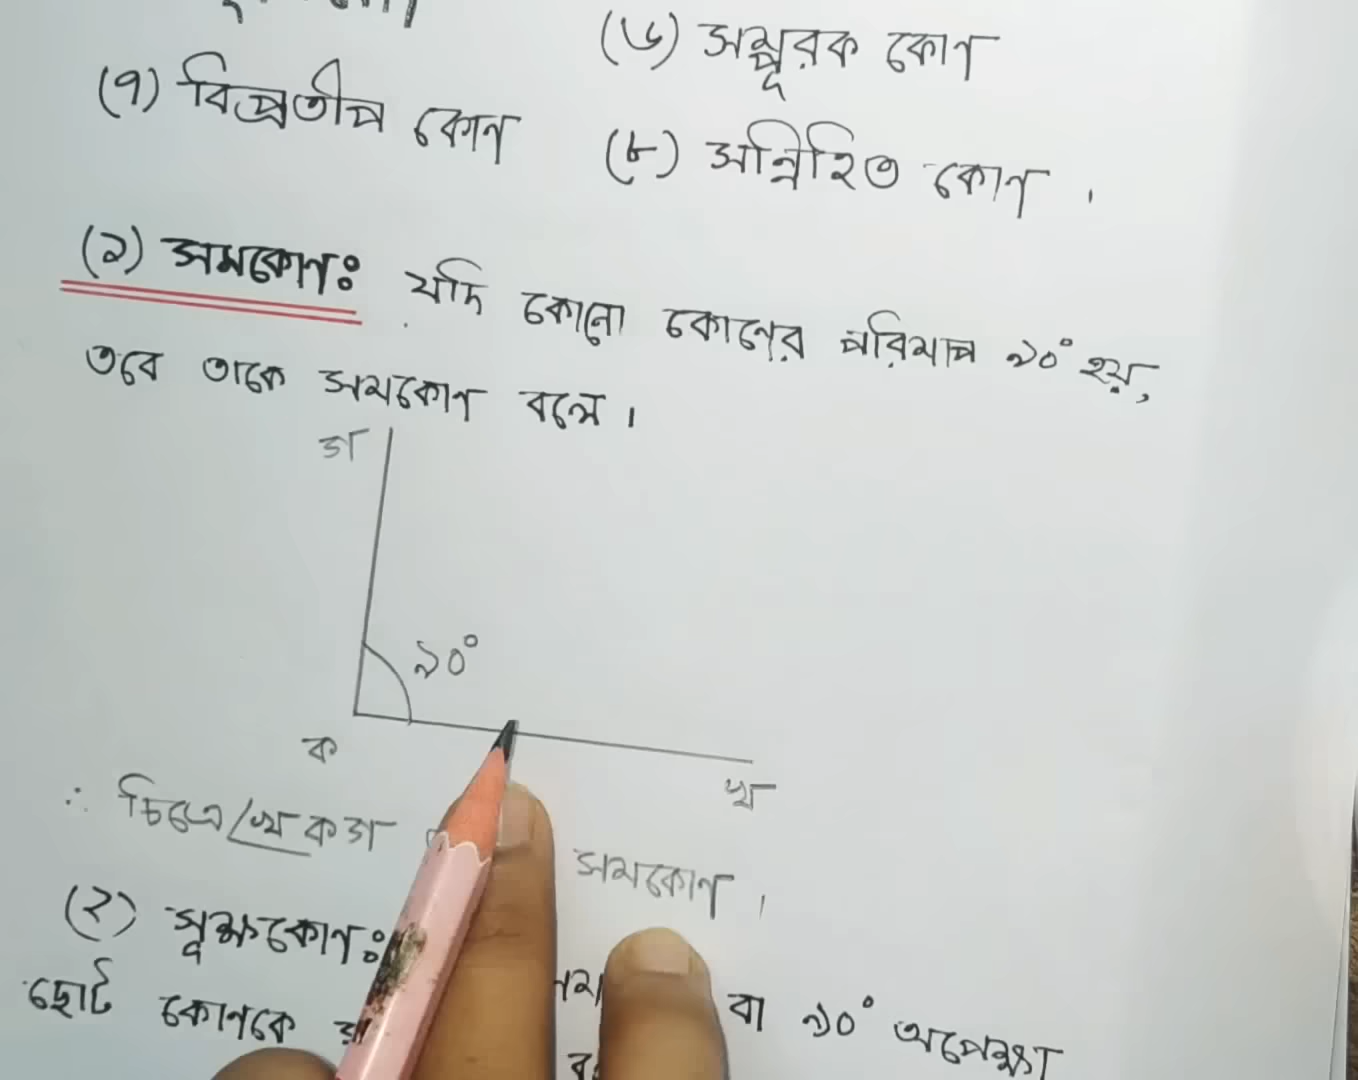 (৬) সম্পূরক কোণ
(৭) বিপ্রতীপ কোণ (৮) সন্নিহিত কোণ ।
(১) সমকোণঃ যদি কোনো কোণের পরিমাপ ৯০° হয়,
তবে তাকে সমকোণ বলে ।
গ
৯০°
ক
খ
∴ চিত্রে ∠খকগ সমকোণ ।
(২) সূক্ষ্মকোণঃ বা ৯০° অপেক্ষা
ছোট কোণকে